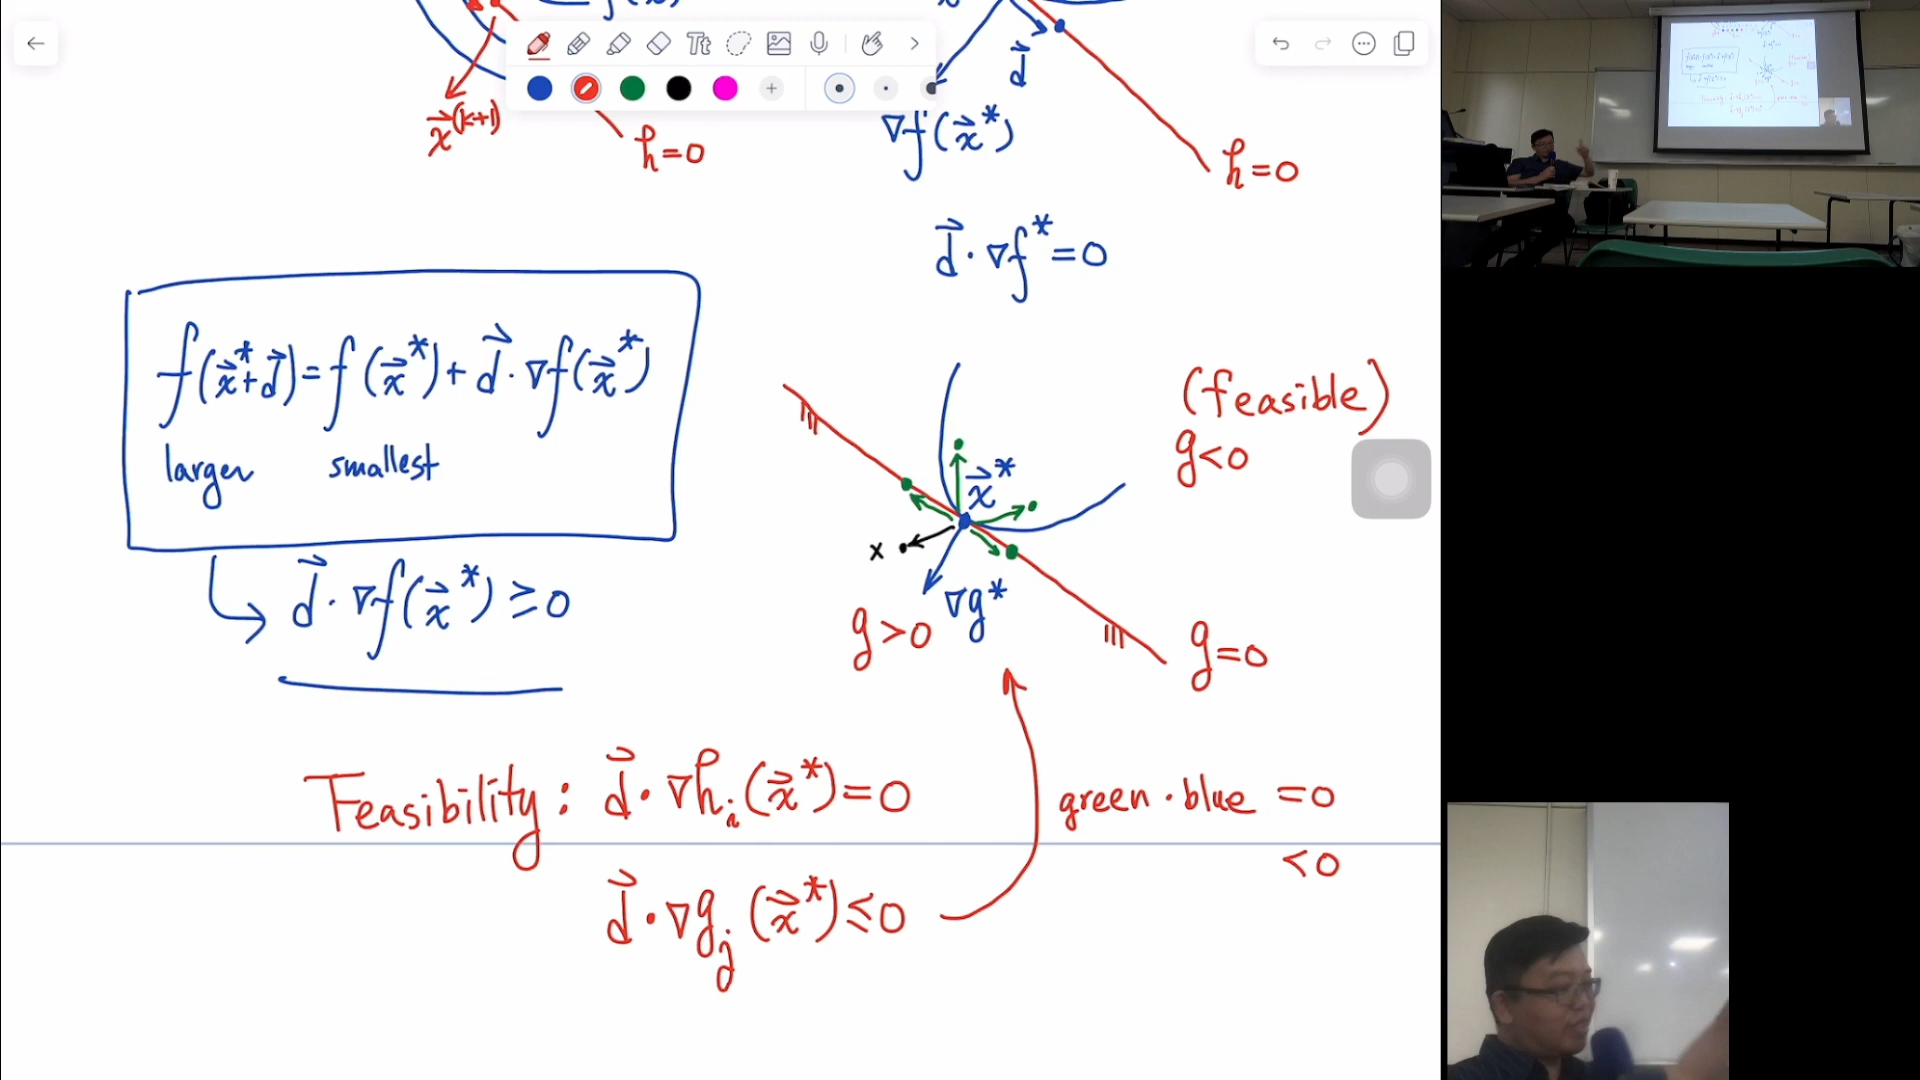 Tt
x⃗^(k+1)
h=0
∇f(x⃗*)
d⃗
h=0
d⃗·∇f*=0
f(x⃗*+d⃗)=f(x⃗*)+d⃗·∇f(x⃗*)
larger smallest
d⃗·∇f(x⃗*)≥0
(feasible)
g<0
x⃗*
x
∇g*
g>0
g=0
Feasibility: d⃗·∇h_i(x⃗*)=0
green·blue =0
<0
d⃗·∇g_j(x⃗*)≤0